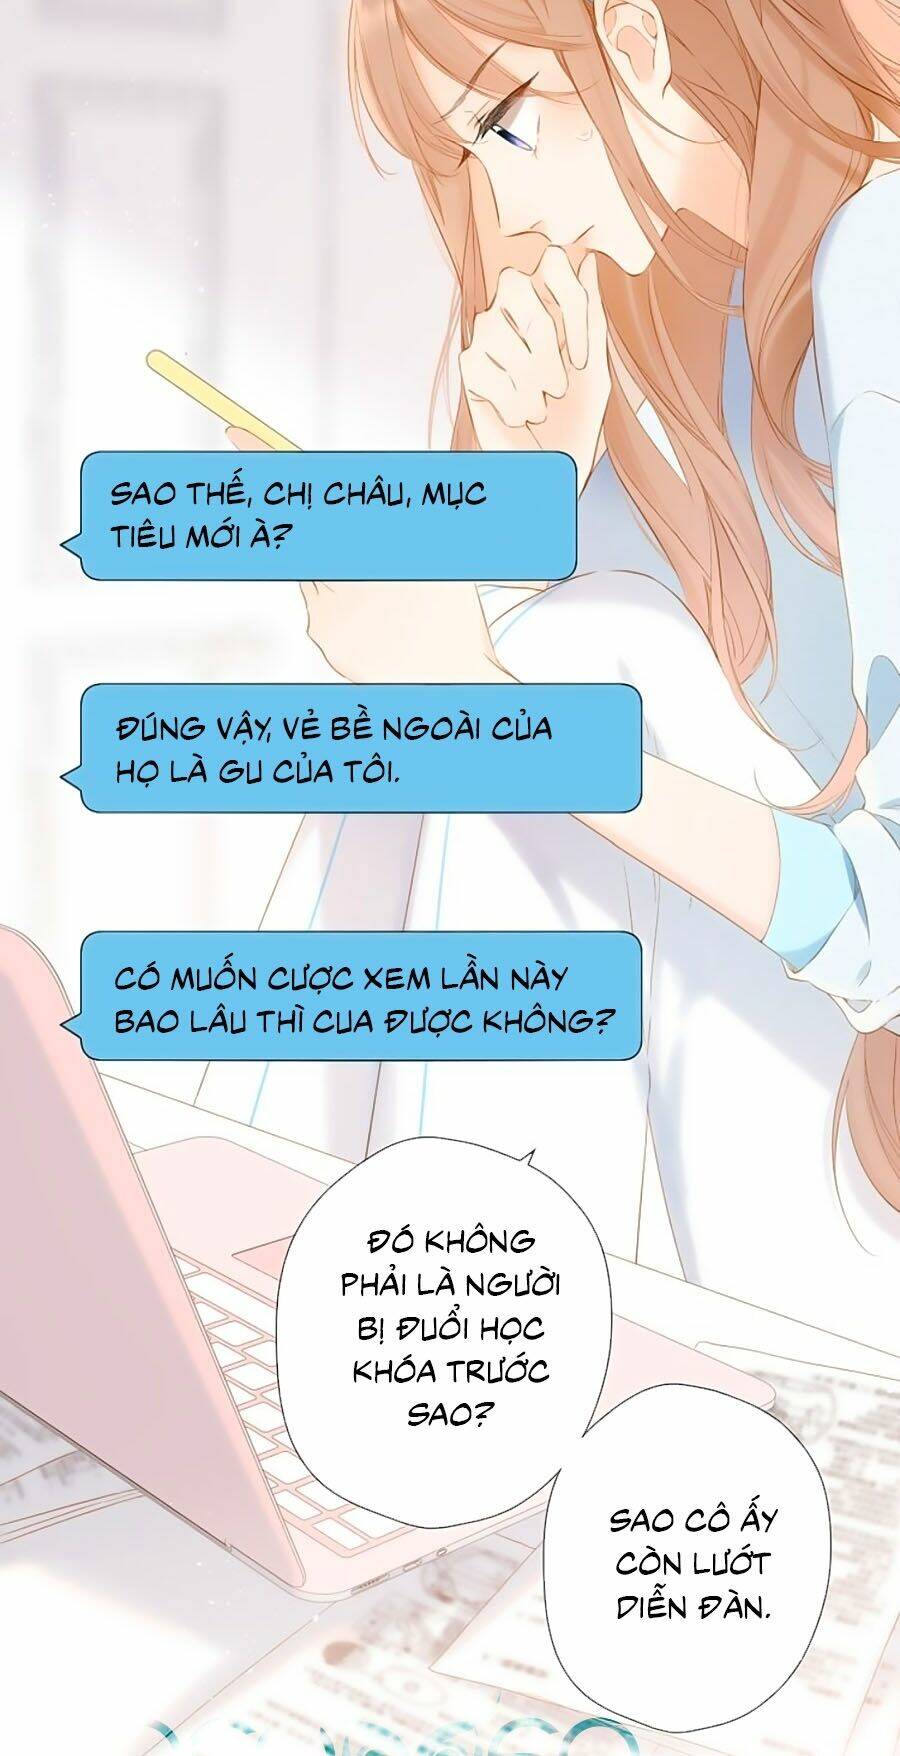 SAO THẾ, CHỊ CHÂU, MỤC
TIÊU MỚI À?
ĐÚNG VẬY, VẺ BỀ NGOÀI CỦA
HỌ LÀ GU CỦA TÔI.
CÓ MUỐN CƯỢC XEM LẦN NÀY
BAO LÂU THÌ CUA ĐƯỢC KHÔNG?
ĐÓ KHÔNG
PHẢI LÀ NGƯỜI
BỊ ĐUỔI HỌC
KHÓA TRƯỚC
SAO?
SAO CÔ ẤY
CÒN LƯỚT
DIỄN ĐÀN.